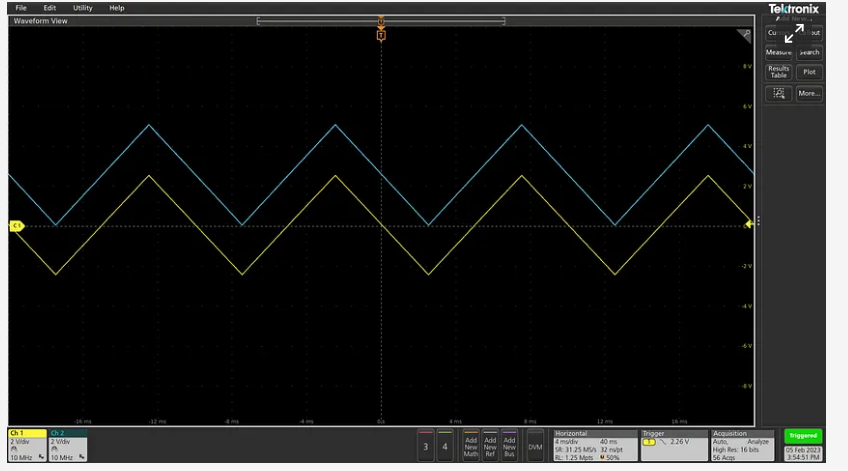 File Edit Utility Help
Tektronix
Waveform View
Add New...
T
Measure
Search
Results
Table
Plot
More...
8 V
6 V
4 V
2 V
C1
-2 V
-4 V
-6 V
-8 V
-16 ms -12 ms -8 ms -4 ms 0 s 4 ms 8 ms 12 ms 16 ms
Ch 1
2 V/div
10 MHz
Ch 2
2 V/div
10 MHz
3
4
Add
New
Math
Add
New
Ref
Add
New
Bus
DVM
Horizontal
4 ms/div 40 ms
SR: 31.25 MS/s 32 ns/pt
RL: 1.25 Mpts 50%
Trigger
1 2.26 V
Acquisition
Auto, Analyze
High Res: 16 bits
56 Acqs
Triggered
05 Feb 2023
3:54:51 PM